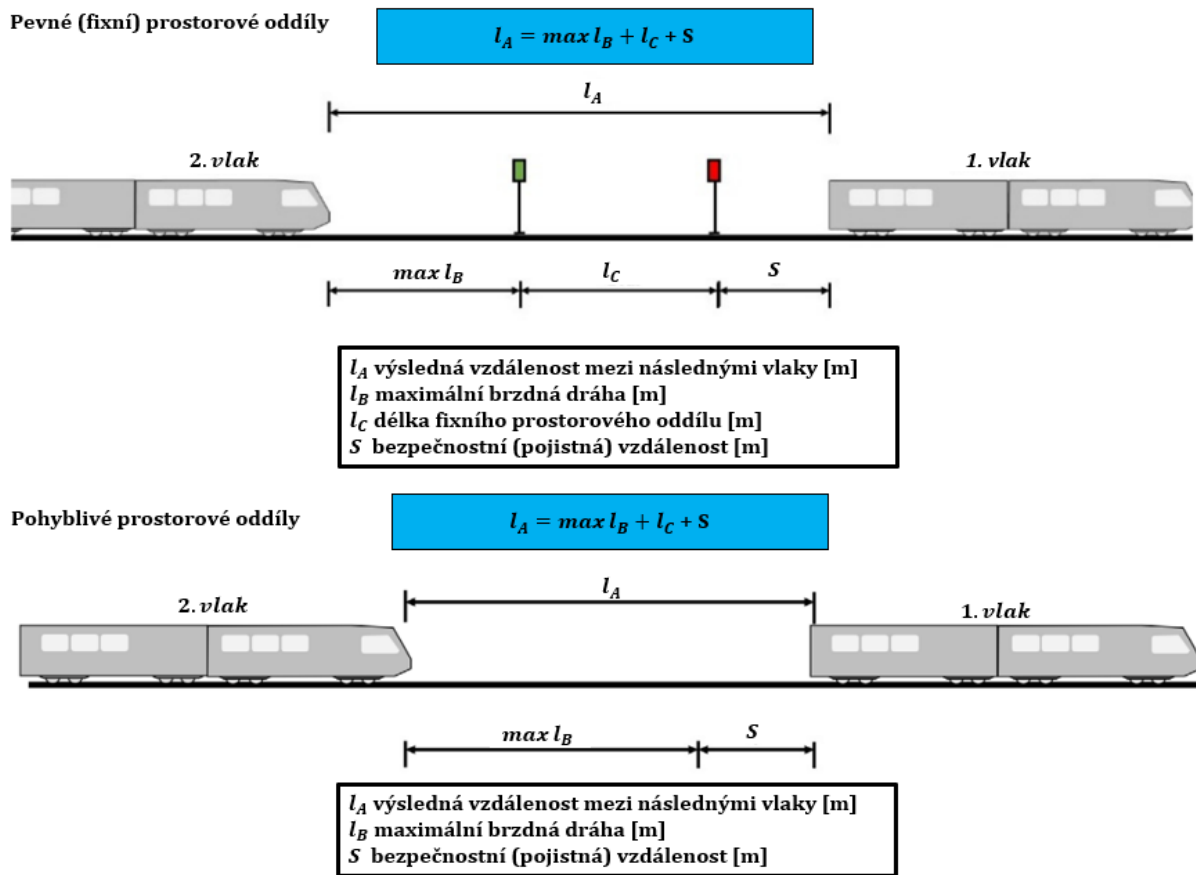 Pevné (fixní) prostorové oddíly
l_A = max l_B + l_C + S
l_A
2. vlak
1. vlak
max l_B
l_C
S
l_A výsledná vzdálenost mezi následnými vlaky [m]
l_B maximální brzdná dráha [m]
l_C délka fixního prostorového oddílu [m]
S bezpečnostní (pojistná) vzdálenost [m]
Pohyblivé prostorové oddíly
l_A = max l_B + l_C + S
l_A
2. vlak
1. vlak
max l_B
S
l_A výsledná vzdálenost mezi následnými vlaky [m]
l_B maximální brzdná dráha [m]
S bezpečnostní (pojistná) vzdálenost [m]